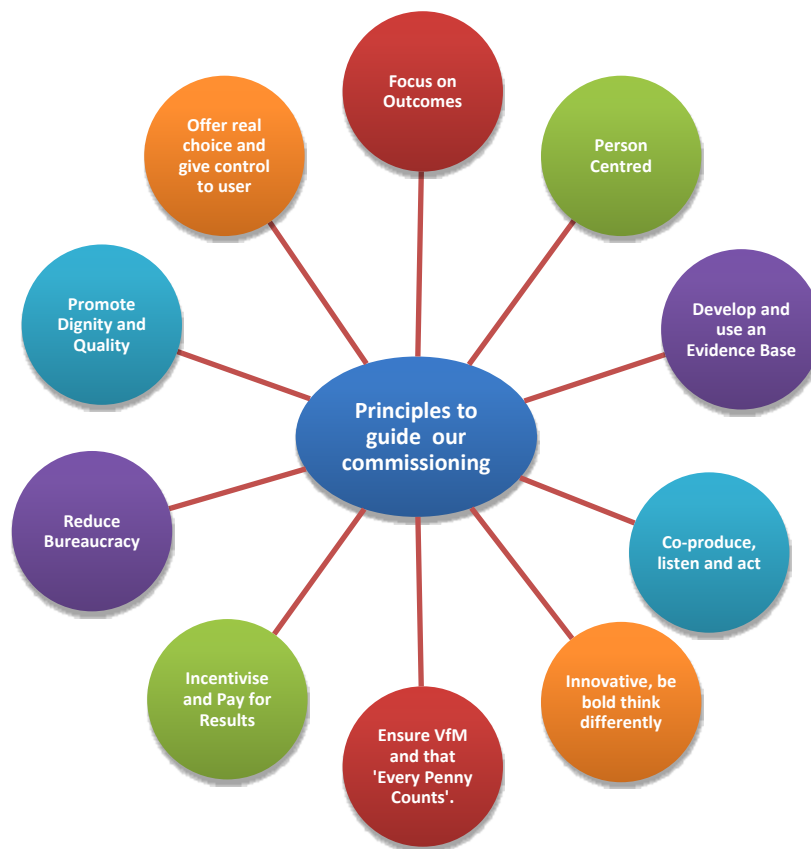 Focus on
Outcomes
Person
Centred
Develop and
use an
Evidence Base
Co-produce,
listen and act
Innovative, be
bold think
differently
Ensure VfM
and that
'Every Penny
Counts'.
Incentivise
and Pay for
Results
Reduce
Bureaucracy
Promote
Dignity and
Quality
Offer real
choice and
give control
to user
Principles to
guide our
commissioning